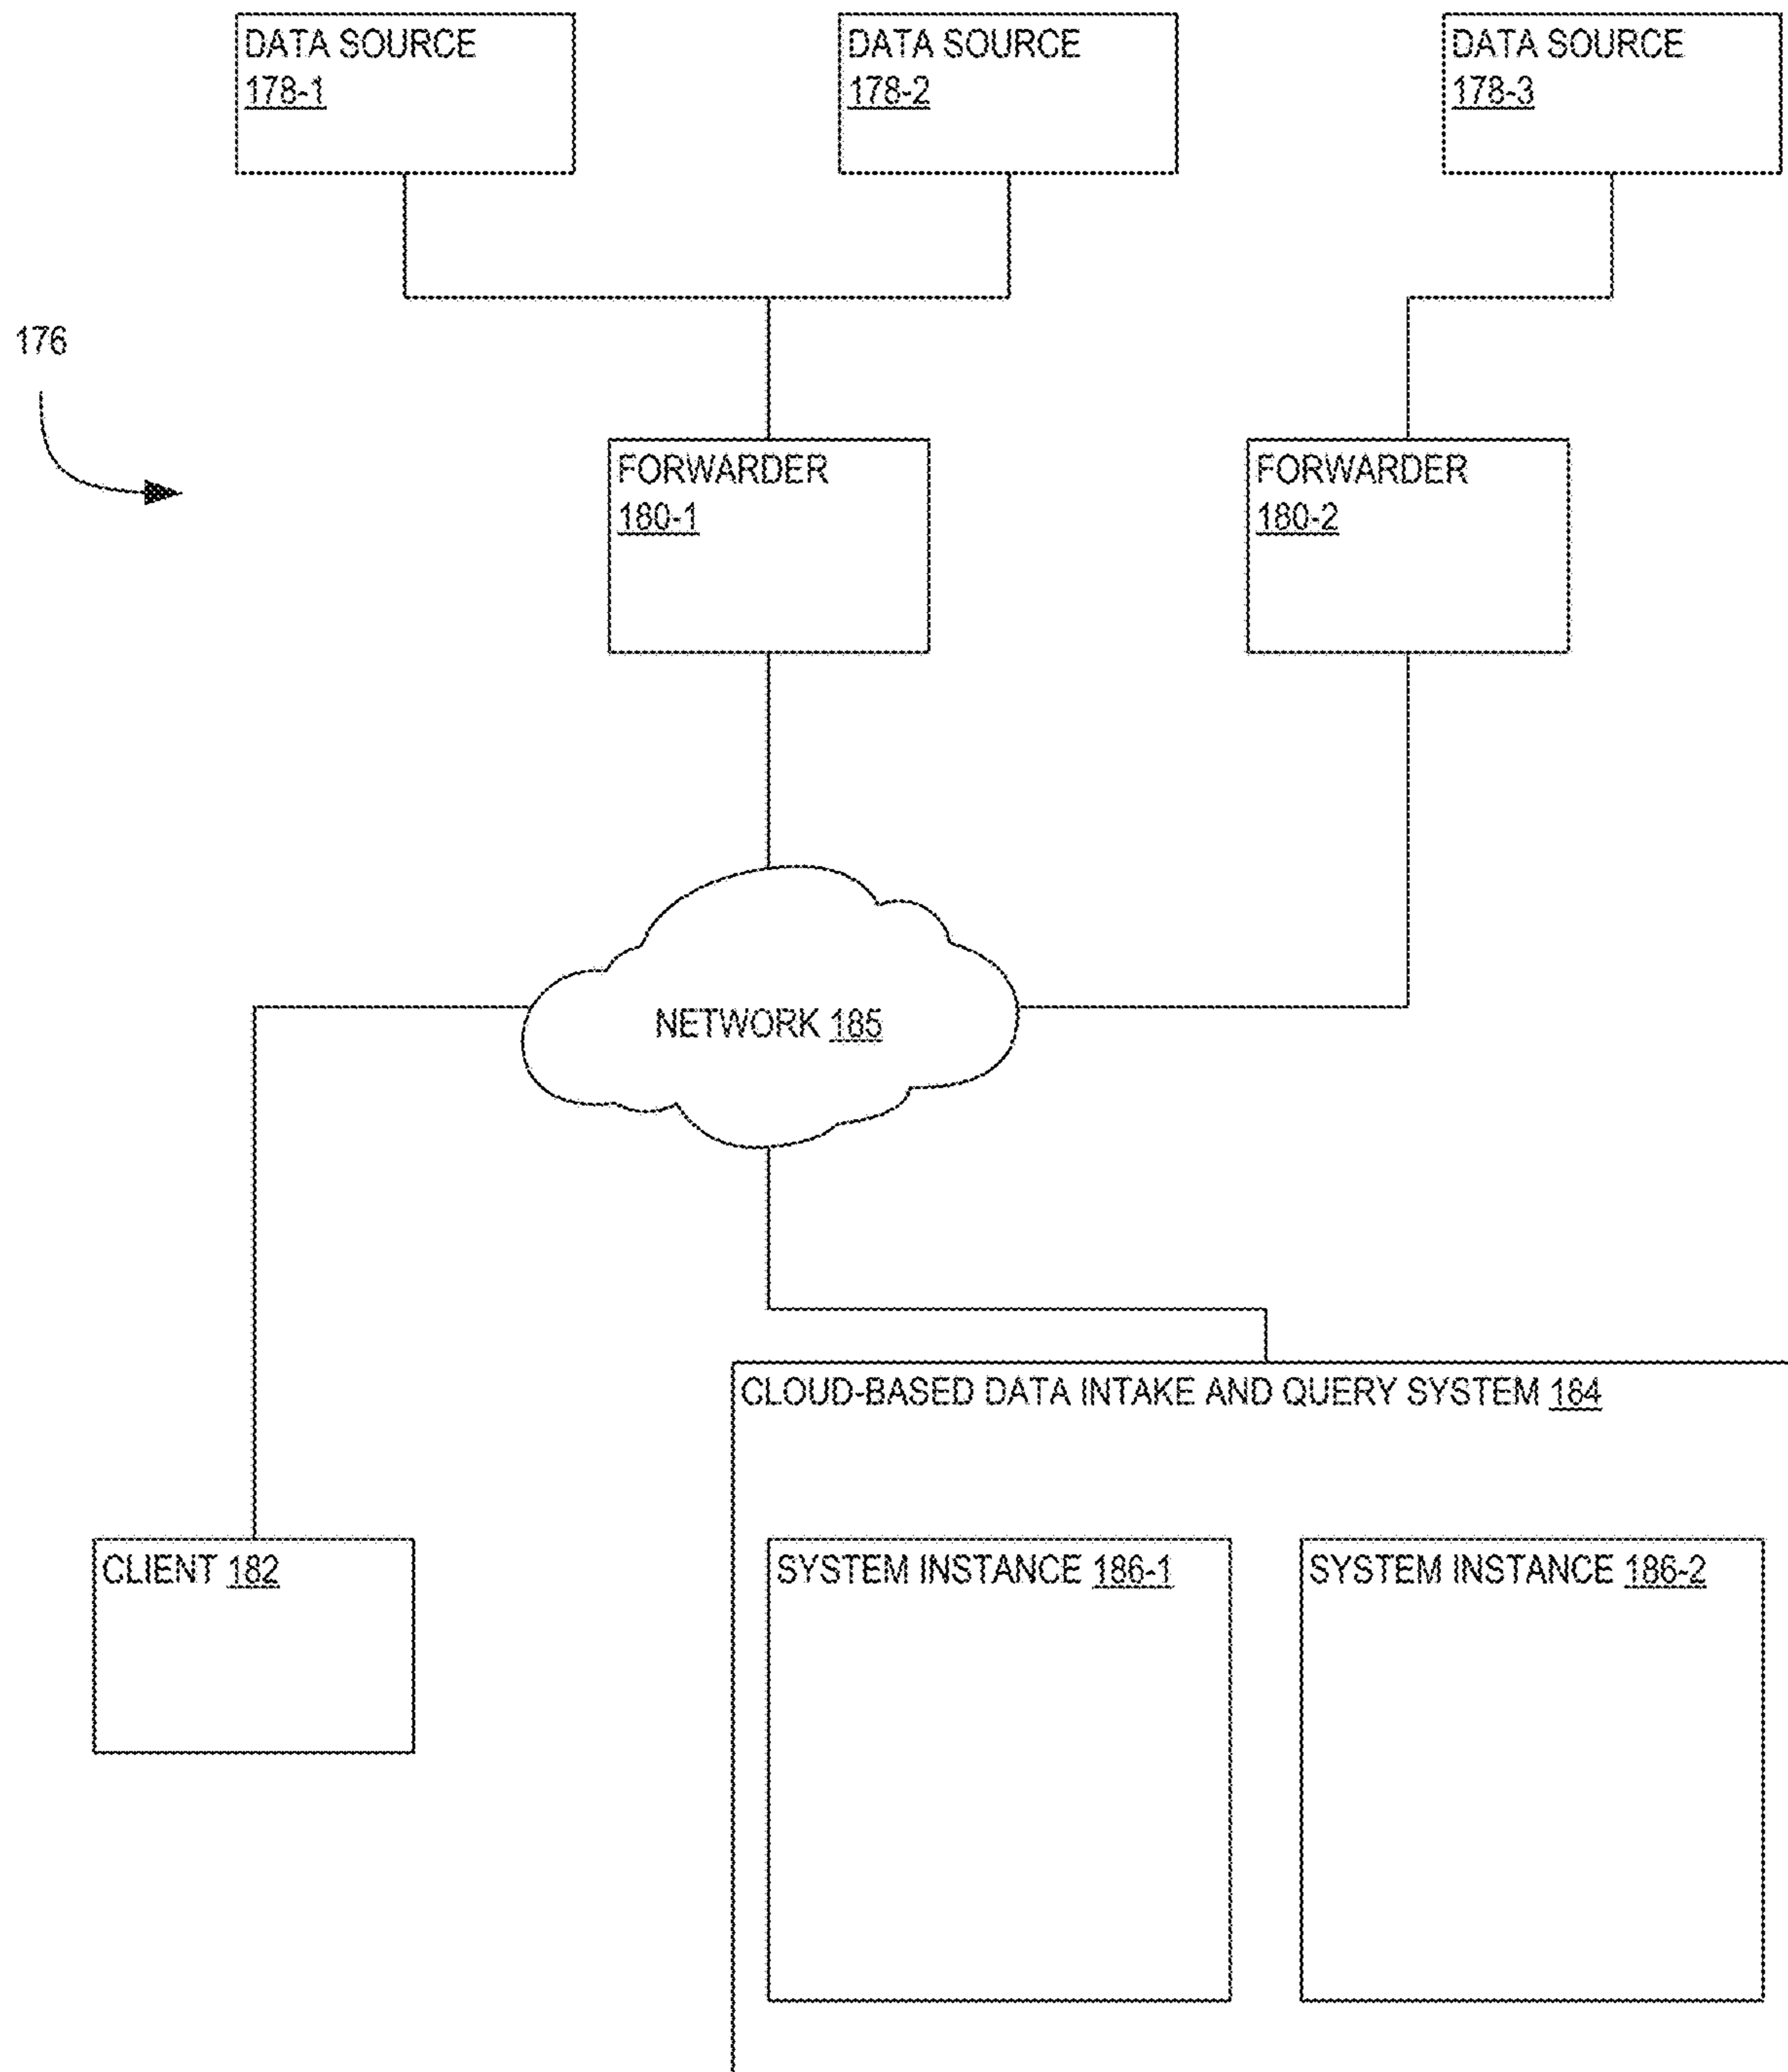 DATA SOURCE
178-1
DATA SOURCE
178-2
DATA SOURCE
178-3
176
FORWARDER
180-1
FORWARDER
180-2
NETWORK 185
CLOUD-BASED DATA INTAKE AND QUERY SYSTEM 184
CLIENT 182
SYSTEM INSTANCE 186-1
SYSTEM INSTANCE 186-2